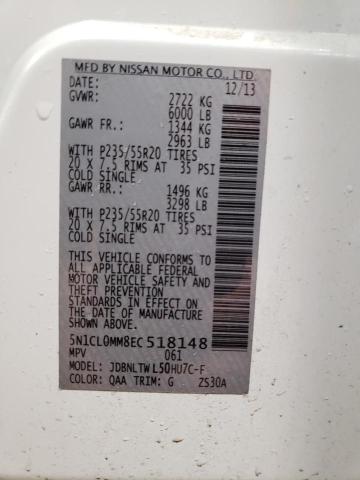 MFD BY NISSAN MOTOR CO., LTD.
DATE: 12/13
GVWR: 2722 KG
6000 LB
GAWR FR.: 1344 KG
2963 LB
WITH P235/55R20 TIRES
20 X 7.5 RIMS AT 35 PSI
COLD SINGLE
GAWR RR.: 1496 KG
3298 LB
WITH P235/55R20 TIRES
20 X 7.5 RIMS AT 35 PSI
COLD SINGLE
THIS VEHICLE CONFORMS TO
ALL APPLICABLE FEDERAL
MOTOR VEHICLE SAFETY AND
THEFT PREVENTION
STANDARDS IN EFFECT ON
THE DATE OF MANUFACTURE
SHOWN ABOVE.
5N1CL0MM8EC518148
MPV 061
MODEL: JDBNLTW L50HU7C-F
COLOR: QAA TRIM: G ZS30A